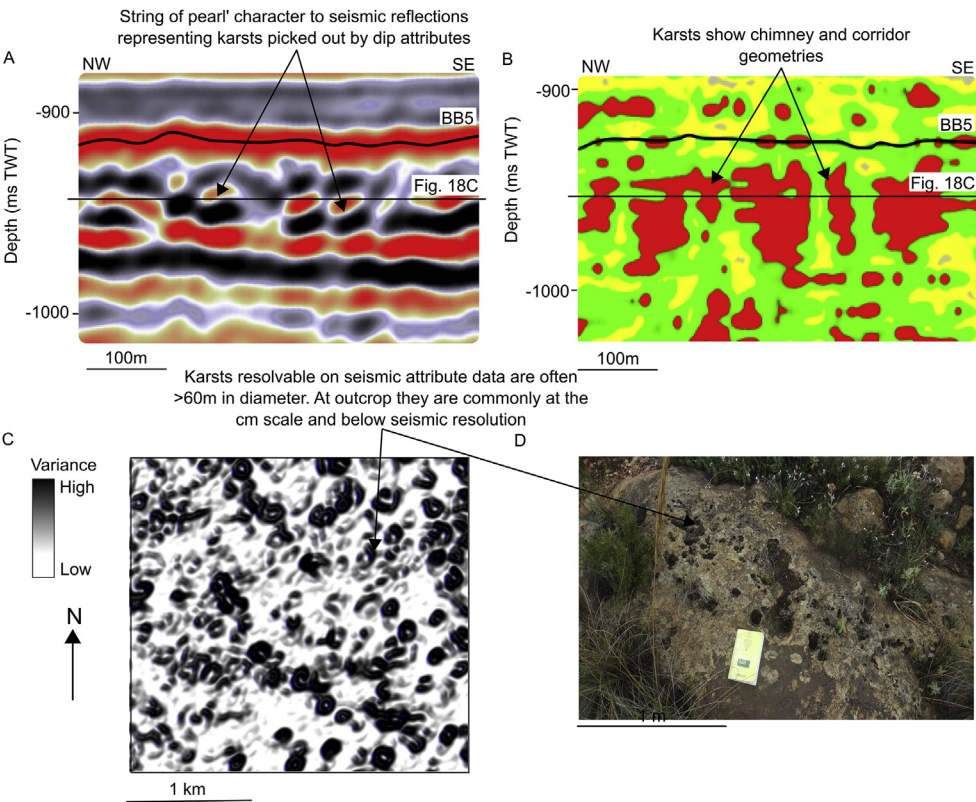 String of pearl' character to seismic reflections
representing karsts picked out by dip attributes
A
NW
SE
-900
BB5
Fig. 18C
Depth (ms TWT)
-1000
100m
Karsts show chimney and corridor
geometries
B
NW
SE
-900
BB5
Fig. 18C
Depth (ms TWT)
-1000
100m
Karsts resolvable on seismic attribute data are often
>60m in diameter. At outcrop they are commonly at the
cm scale and below seismic resolution
C
Variance
High
Low
N
1 km
D
1 m